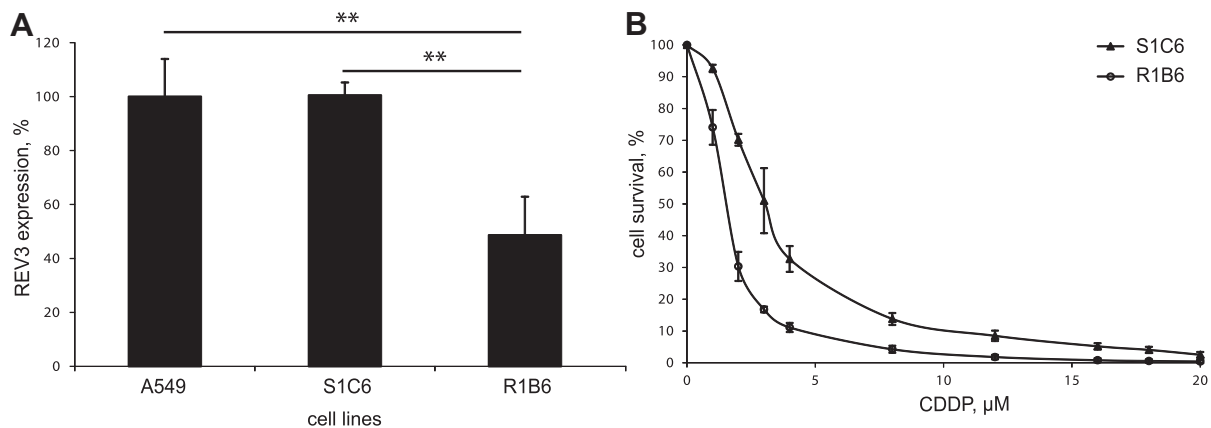 A
**
**
120
100
80
60
40
20
0
REV3 expression, %
A549 S1C6 R1B6
cell lines
B
S1C6
R1B6
100
90
80
70
60
50
40
30
20
10
0
cell survival, %
0 5 10 15 20
CDDP, µM